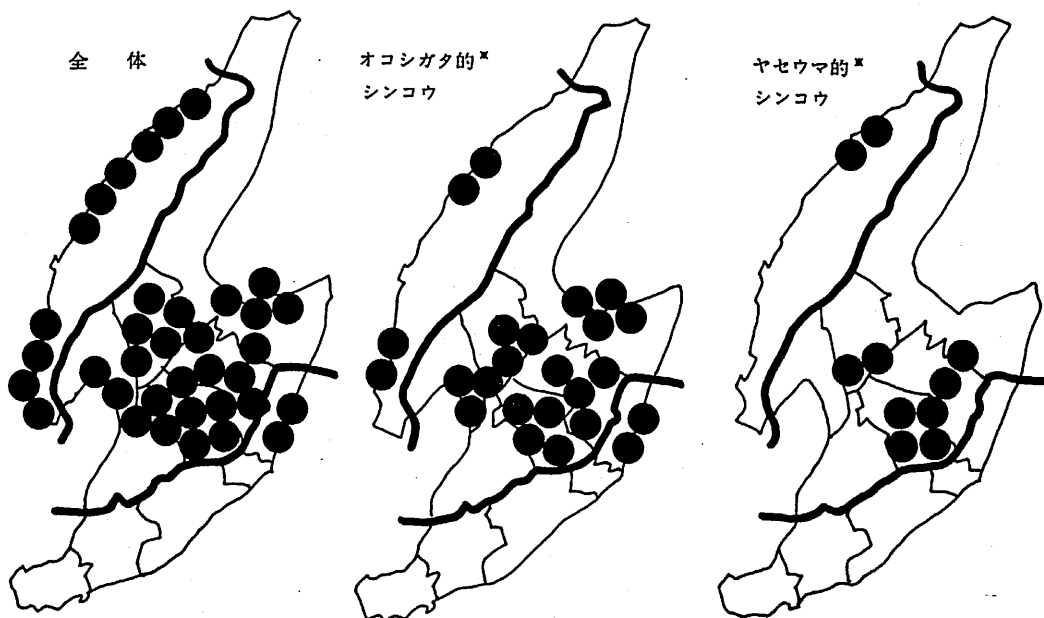 全 体
オコシガタ的※
シンコウ
ヤセウマ的※
シンコウ